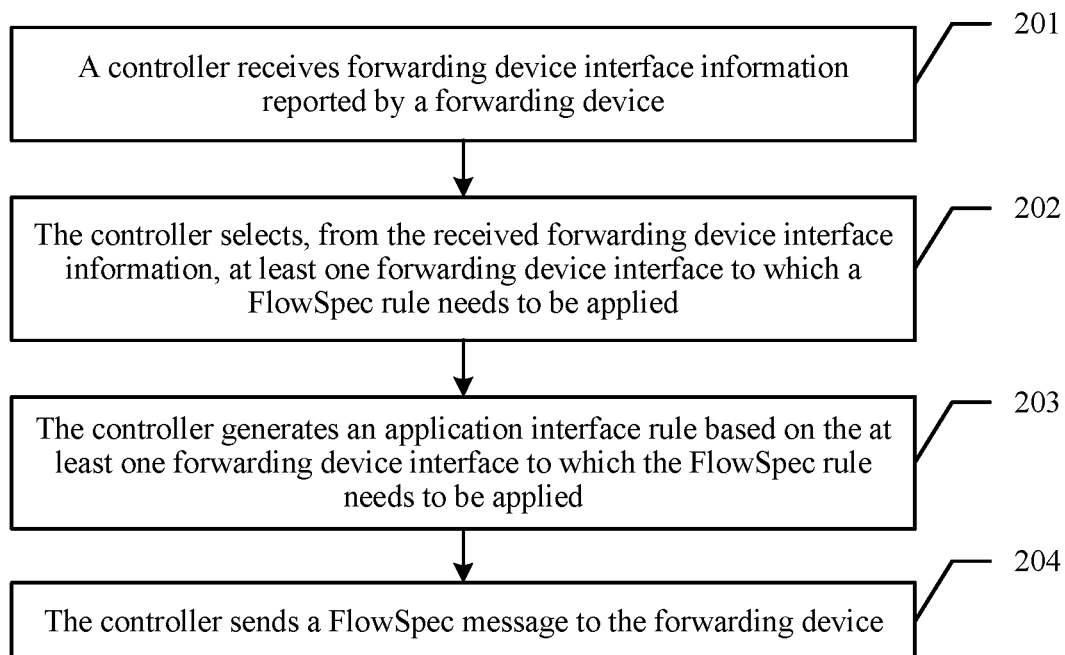 201
A controller receives forwarding device interface information
reported by a forwarding device
202
The controller selects, from the received forwarding device interface
information, at least one forwarding device interface to which a
FlowSpec rule needs to be applied
203
The controller generates an application interface rule based on the at
least one forwarding device interface to which the FlowSpec rule
needs to be applied
204
The controller sends a FlowSpec message to the forwarding device